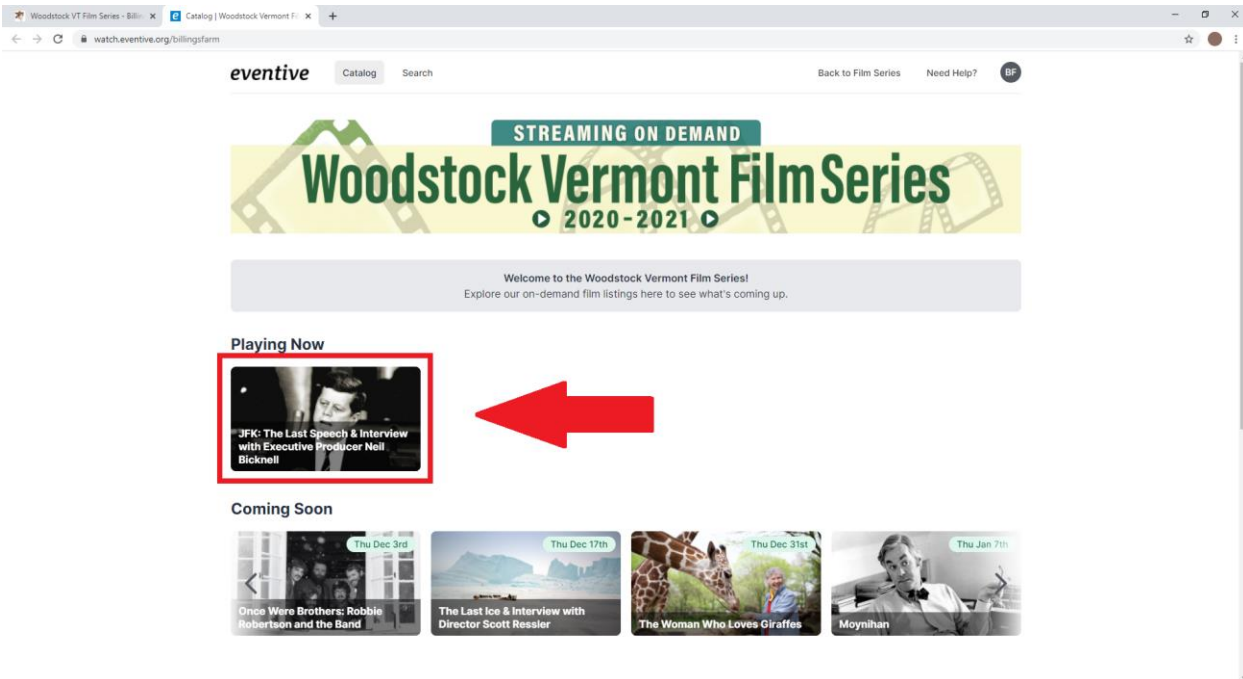 Woodstock VT Film Series - Billin
Catalog | Woodstock Vermont Fi
watch.eventive.org/billingsfarm
eventive
Catalog
Search
Back to Film Series
Need Help?
BF
STREAMING ON DEMAND
Woodstock Vermont Film Series
2020-2021
Welcome to the Woodstock Vermont Film Series!
Explore our on-demand film listings here to see what's coming up.
Playing Now
JFK: The Last Speech & Interview
with Executive Producer Neil
Bicknell
Coming Soon
Thu Dec 3rd
Once Were Brothers: Robbie
Robertson and the Band
Thu Dec 17th
The Last Ice & Interview with
Director Scott Ressler
Thu Dec 31st
The Woman Who Loves Giraffes
Thu Jan 7th
Moynihan